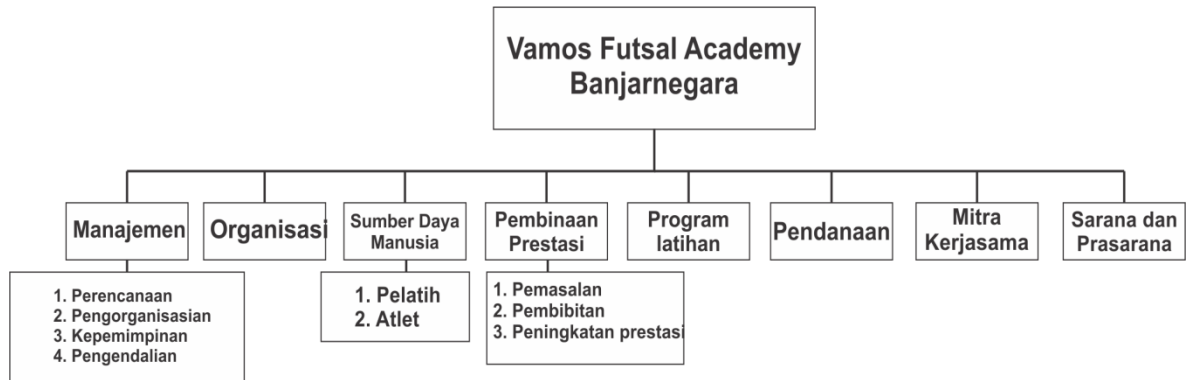 Vamos Futsal Academy
Banjarnegara
Manajemen
Organisasi
Sumber Daya
Manusia
Pembinaan
Prestasi
Program
latihan
Pendanaan
Mitra
Kerjasama
Sarana dan
Prasarana
1. Perencanaan
2. Pengorganisasian
3. Kepemimpinan
4. Pengendalian
1. Pelatih
2. Atlet
1. Pemasalan
2. Pembibitan
3. Peningkatan prestasi